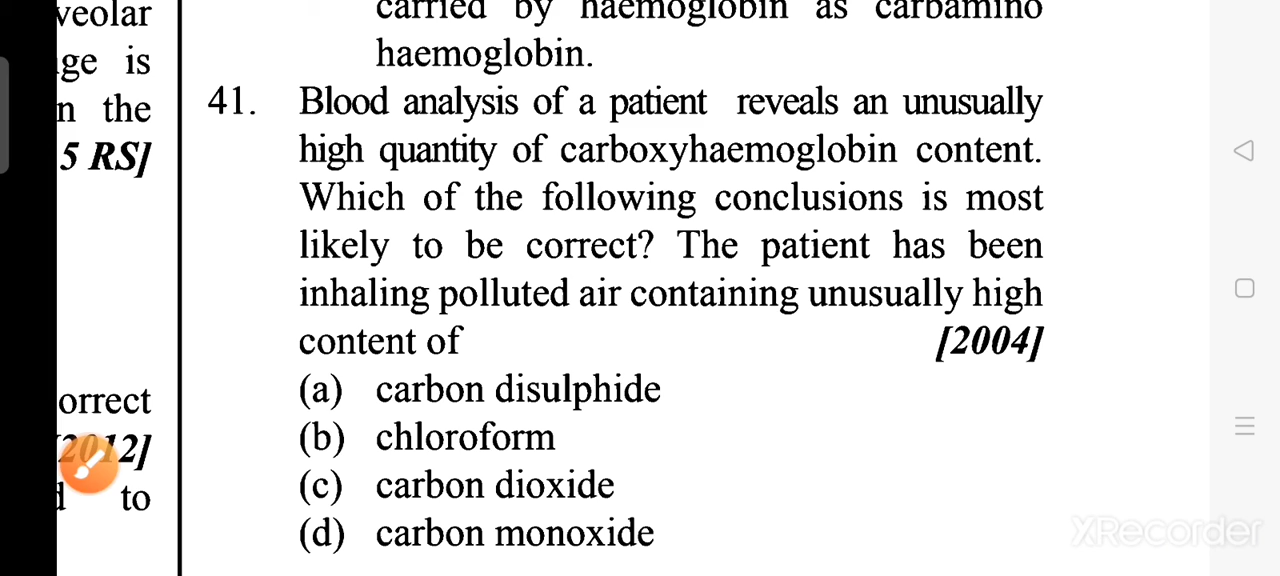 veolar
ge is
n the
5 RS]
orrect
2012]
to
carried by haemoglobin as carbamino
haemoglobin.
41. Blood analysis of a patient reveals an unusually
high quantity of carboxyhaemoglobin content.
Which of the following conclusions is most
likely to be correct? The patient has been
inhaling polluted air containing unusually high
content of [2004]
(a) carbon disulphide
(b) chloroform
(c) carbon dioxide
(d) carbon monoxide
XRecorder